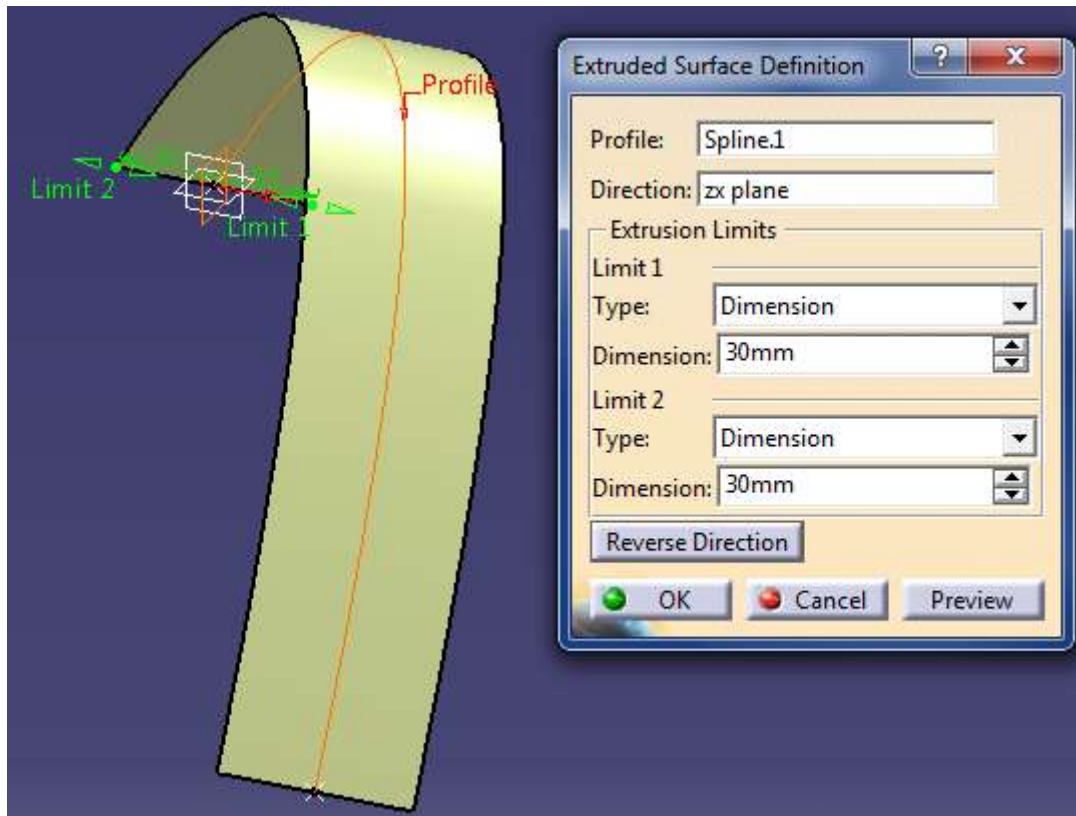 Profile
Limit 2
Limit 1
Extruded Surface Definition
?
X
Profile: Spline.1
Direction: zx plane
Extrusion Limits
Limit 1
Type: Dimension
Dimension: 30mm
Limit 2
Type: Dimension
Dimension: 30mm
Reverse Direction
OK Cancel Preview